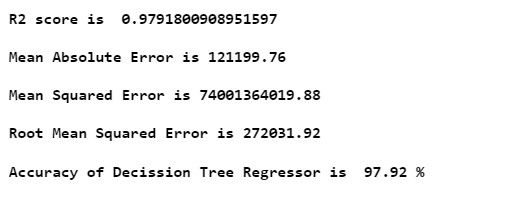 R2 score is  0.9791800908951597
Mean Absolute Error is 121199.76
Mean Squared Error is 74001364019.88
Root Mean Squared Error is 272031.92
Accuracy of Decission Tree Regressor is  97.92 %